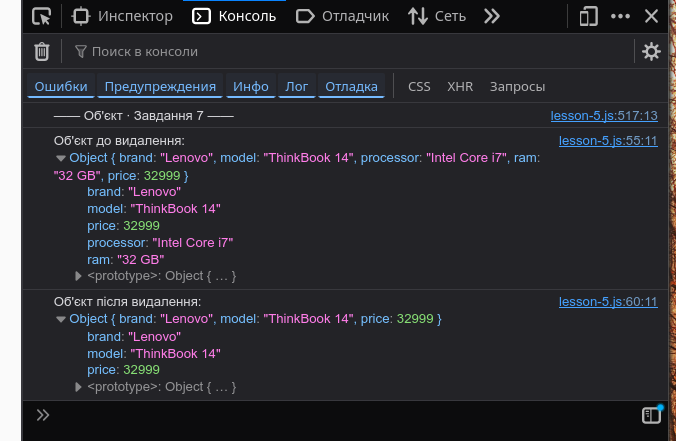 Инспектор Консоль Отладчик Сеть
Поиск в консоли
Ошибки Предупреждения Инфо Лог Отладка CSS XHR Запросы
—— Об'єкт · Завдання 7 —— lesson-5.js:517:13
Об'єкт до видалення: lesson-5.js:55:11
Object { brand: "Lenovo", model: "ThinkBook 14", processor: "Intel Core i7", ram:
"32 GB", price: 32999 }
brand: "Lenovo"
model: "ThinkBook 14"
price: 32999
processor: "Intel Core i7"
ram: "32 GB"
<prototype>: Object { … }
Об'єкт після видалення: lesson-5.js:60:11
Object { brand: "Lenovo", model: "ThinkBook 14", price: 32999 }
brand: "Lenovo"
model: "ThinkBook 14"
price: 32999
<prototype>: Object { … }